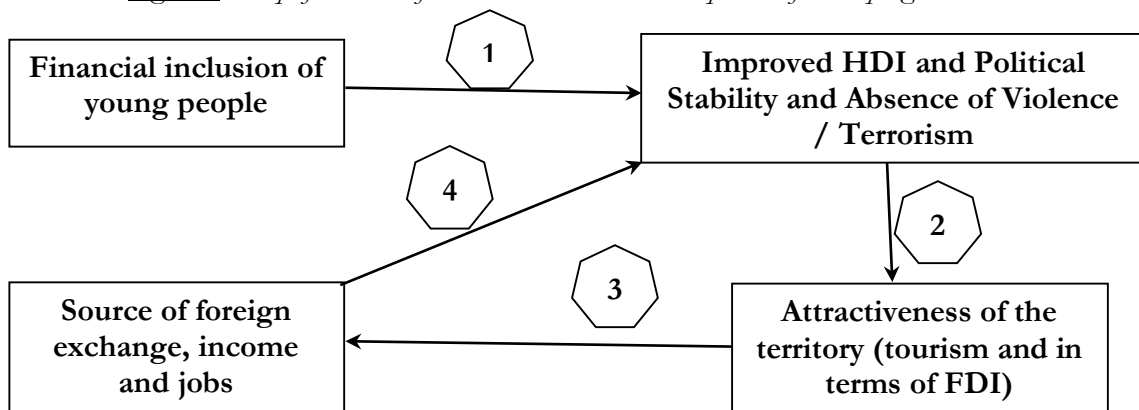 1
Financial inclusion of
young people
Improved HDI and Political
Stability and Absence of Violence
/ Terrorism
4
2
3
Source of foreign
exchange, income
and jobs
Attractiveness of the
territory (tourism and in
terms of FDI)